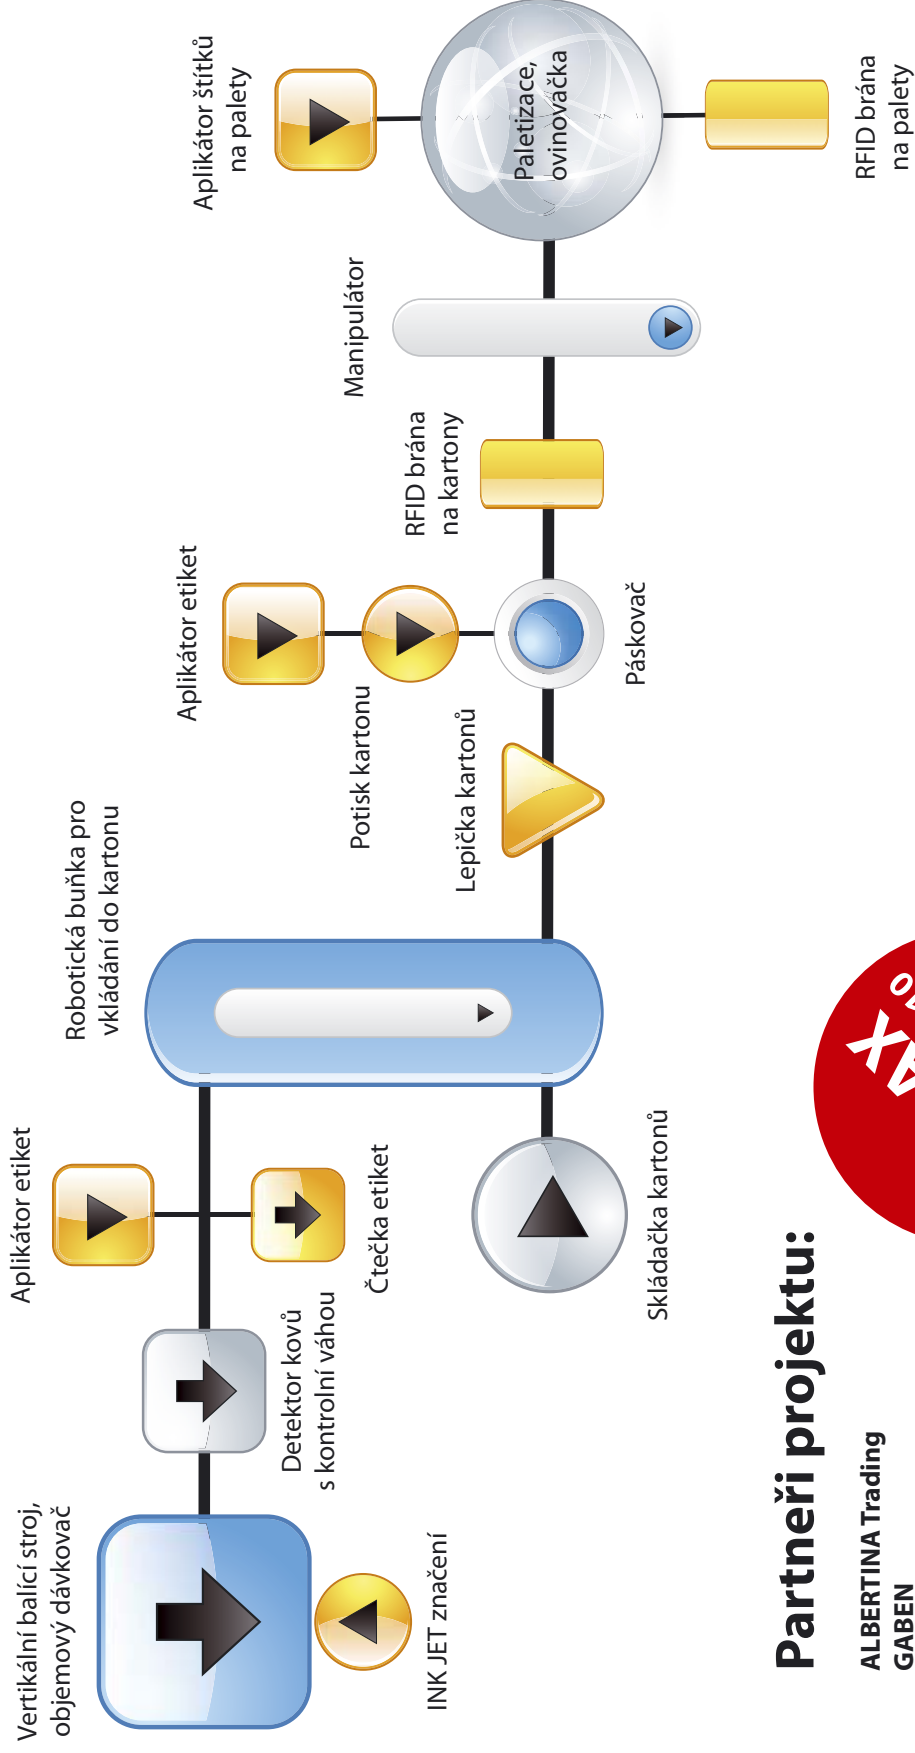 Vertikální balící stroj,
objemový dávkovač
INK JET značení
Detektor kovů
s kontrolní váhou
Aplikátor etiket
Čtečka etiket
Robotická buňka pro
vkládání do kartonu
Skládačka kartonů
Lepička kartonů
Aplikátor etiket
Potisk kartonu
Páskovač
RFID brána
na kartony
Manipulátor
Aplikátor štítků
na palety
Paletizace,
ovinovačka
RFID brána
na palety
Partneři projektu:
ALBERTINA Trading
GABEN
AX